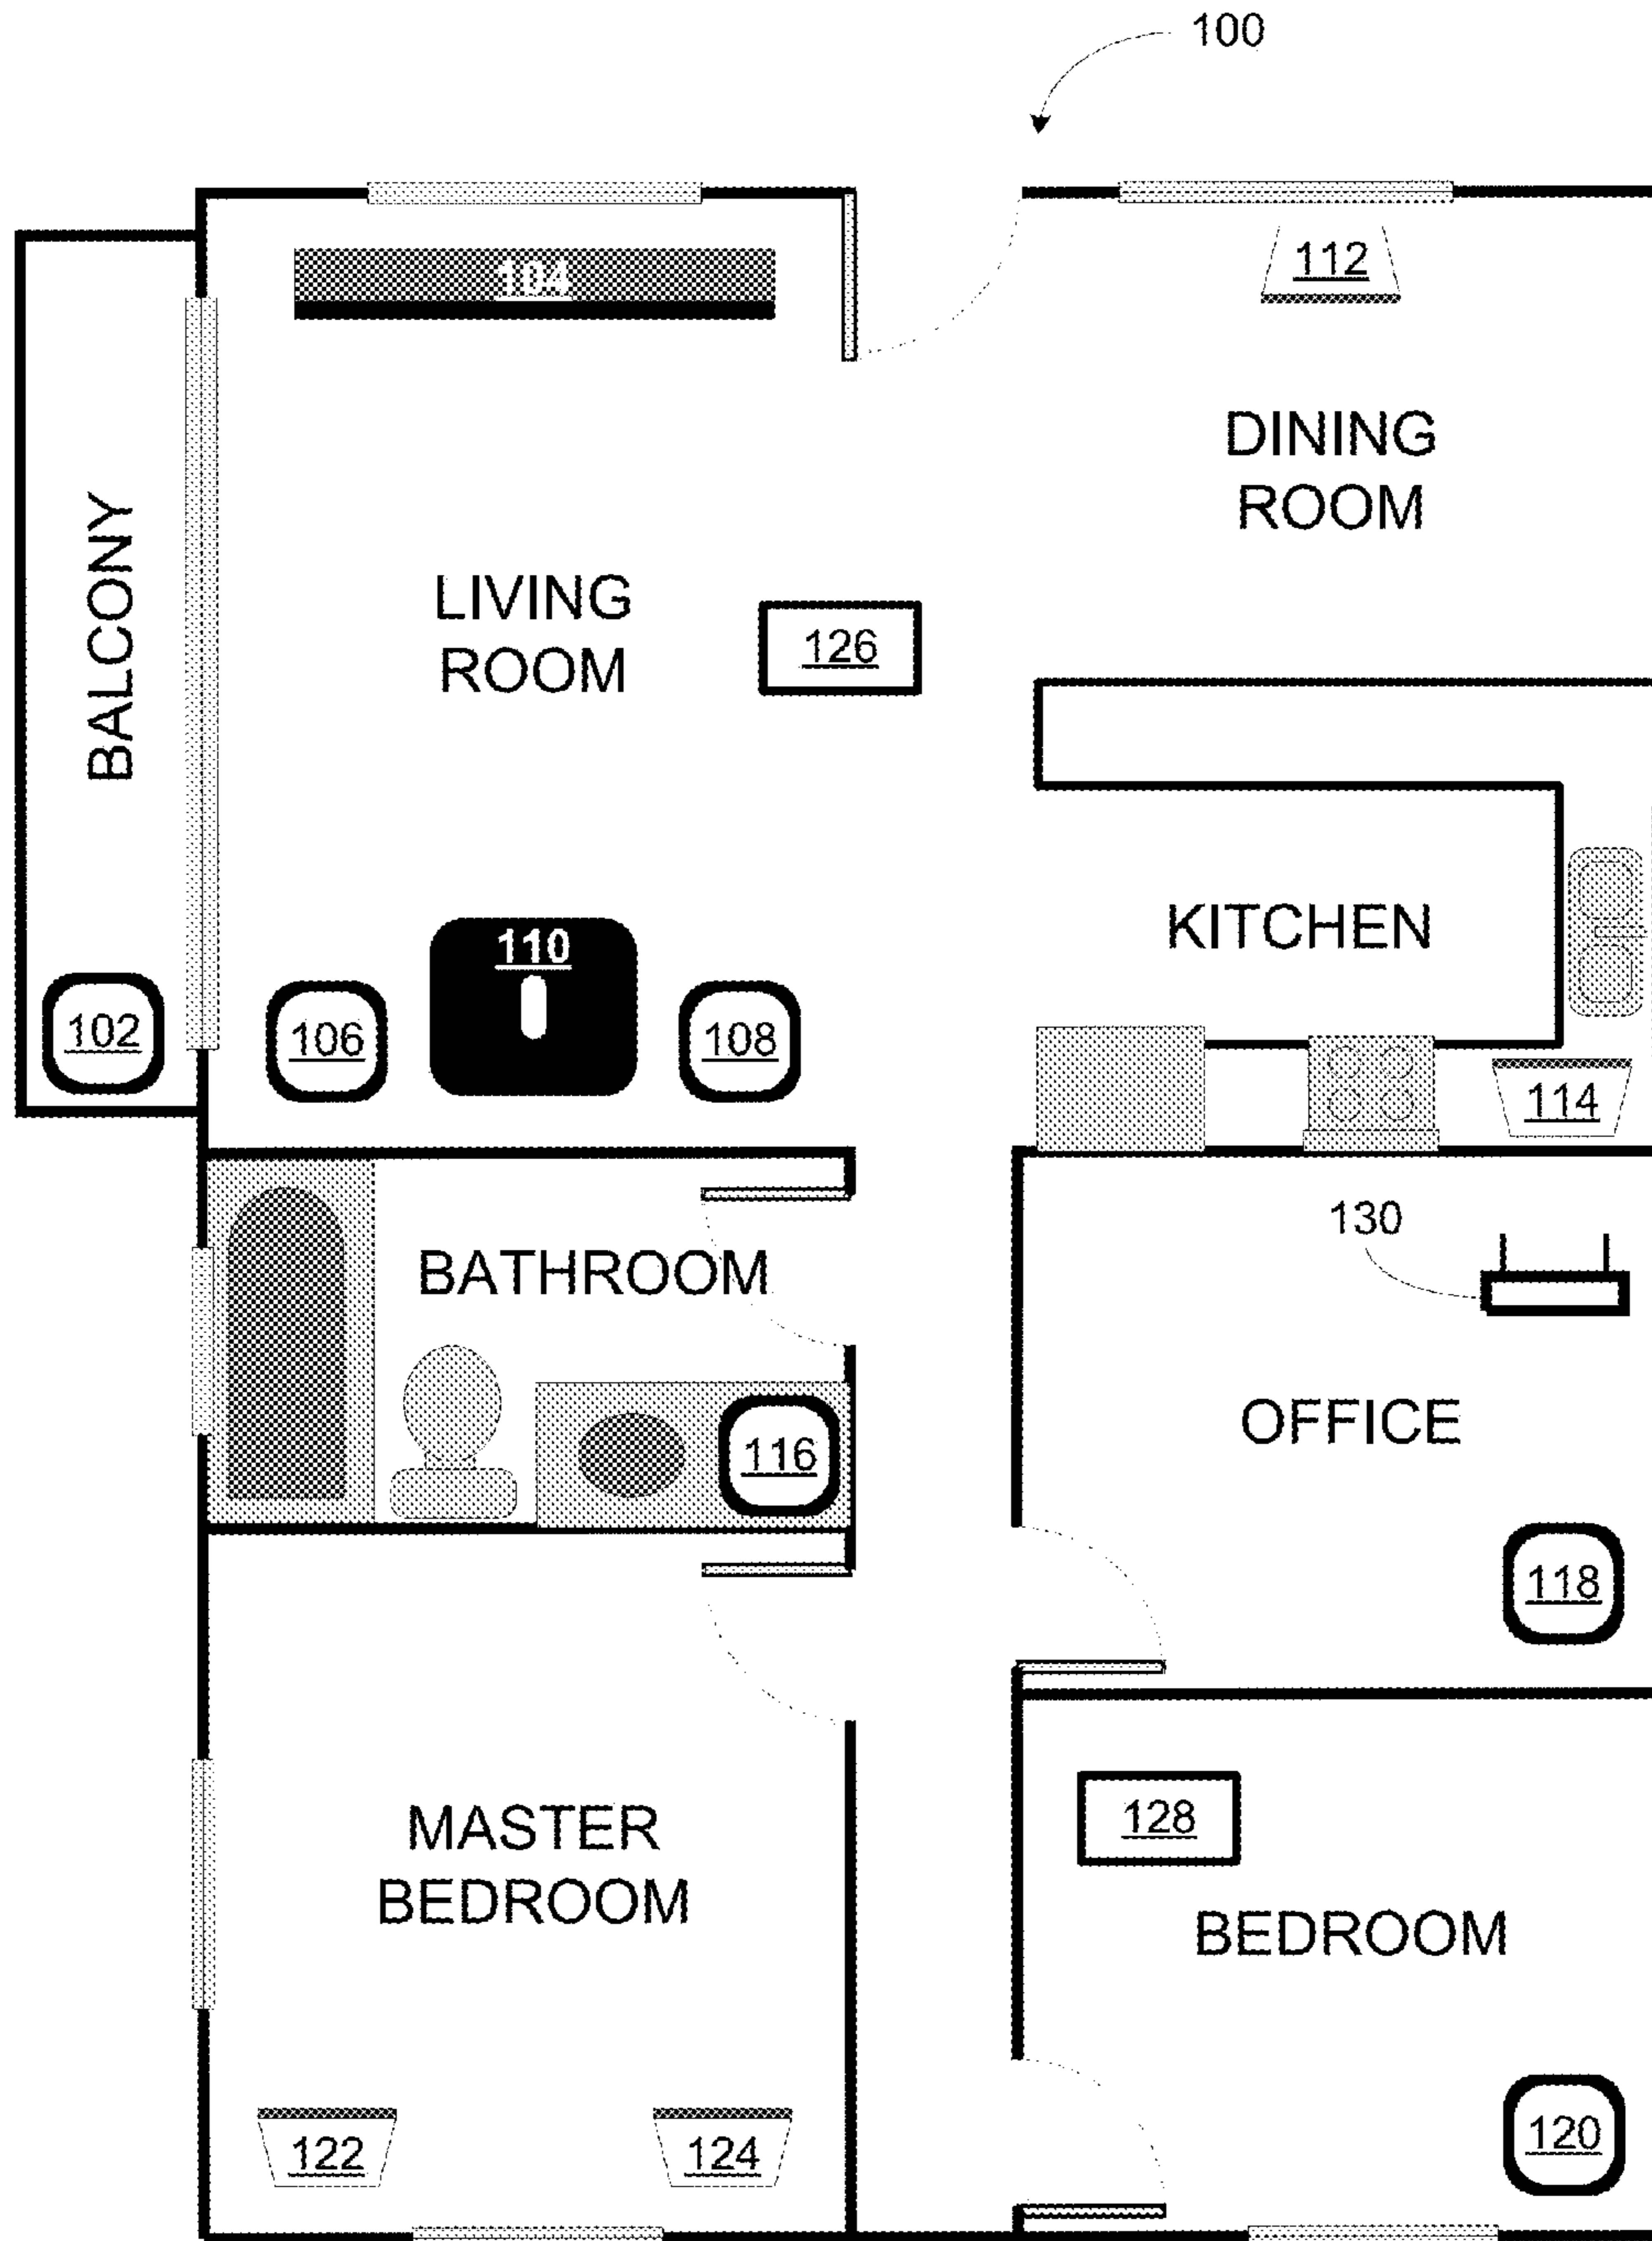 100
104
112
DINING
ROOM
BALCONY
LIVING
ROOM
126
KITCHEN
110
102
106
108
114
130
BATHROOM
OFFICE
116
118
MASTER
BEDROOM
128
BEDROOM
122
124
120